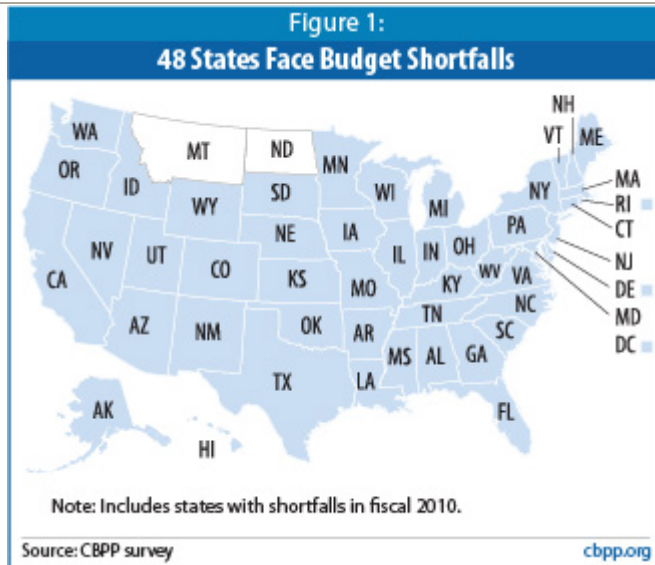 Figure 1:
48 States Face Budget Shortfalls
NH
VT ME
WA
MT ND
MN
OR
ID
SD
WI
MA
NY
RI
WY
MI
CT
PA
NE
IA
NV
OH
NJ
UT
IL IN
CO
WV VA
DE
CA
KS
MO
KY
MD
NC
TN
OK
DC
AZ
NM
AR
SC
MS AL GA
TX
LA
AK
FL
HI
Note: Includes states with shortfalls in fiscal 2010.
Source: CBPP survey
cbpp.org